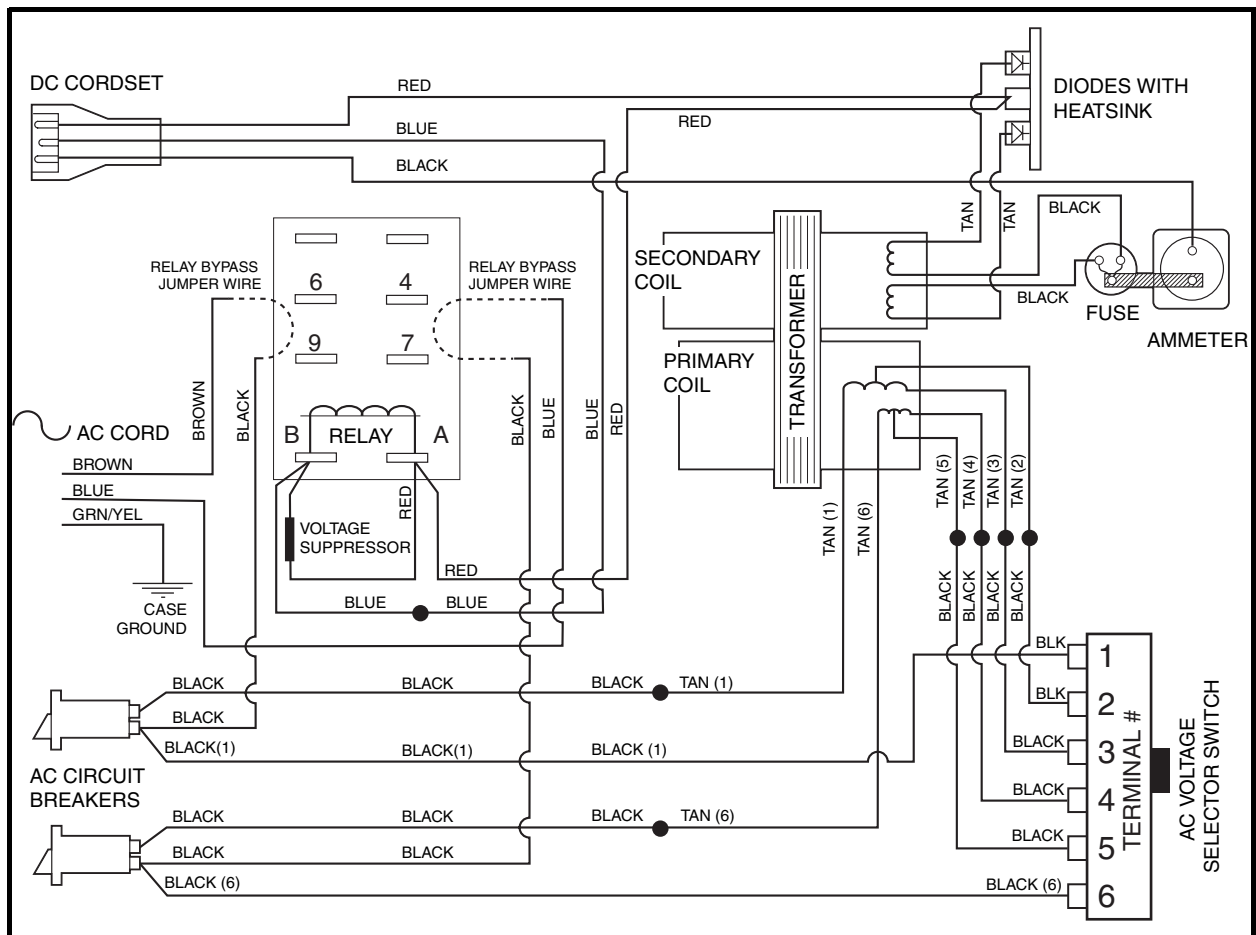 DC CORDSET
RED
BLUE
BLACK
RED
DIODES WITH
HEATSINK
TAN
TAN
BLACK
BLACK
FUSE
AMMETER
SECONDARY
COIL
PRIMARY
COIL
TRANSFORMER
RELAY BYPASS
JUMPER WIRE
6
4
RELAY BYPASS
JUMPER WIRE
9
7
BROWN
BLACK
B
RELAY
A
BLACK
BLUE
BLUE
RED
AC CORD
BROWN
BLUE
GRN/YEL
CASE
GROUND
VOLTAGE
SUPPRESSOR
RED
RED
BLUE
BLUE
TAN (1)
TAN (6)
TAN (5)
TAN (4)
TAN (3)
TAN (2)
BLACK
BLACK
BLACK
BLACK
BLACK
BLACK
BLACK
TAN (1)
BLACK
BLACK(1)
BLACK(1)
BLACK (1)
AC CIRCUIT
BREAKERS
BLACK
BLACK
BLACK
TAN (6)
BLACK
BLACK
BLACK (6)
BLACK (6)
BLK
1
BLK
2
BLACK
3
BLACK
4
BLACK
5
6
TERMINAL #
AC VOLTAGE
SELECTOR SWITCH